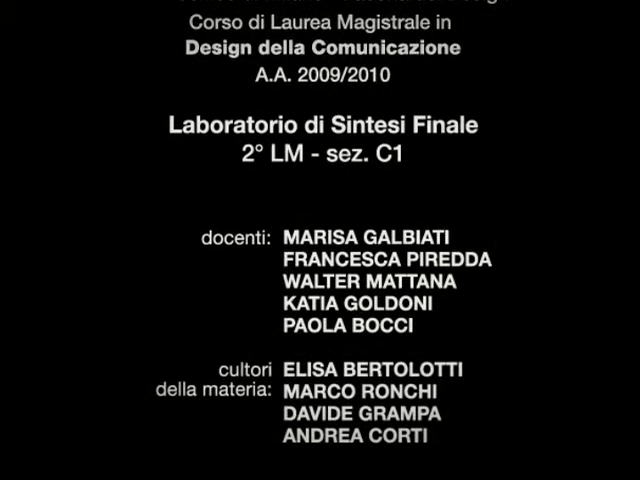 Corso di Laurea Magistrale in
Design della Comunicazione
A.A. 2009/2010
Laboratorio di Sintesi Finale
2° LM - sez. C1
docenti: MARISA GALBIATI
FRANCESCA PIREDDA
WALTER MATTANA
KATIA GOLDONI
PAOLA BOCCI
cultori ELISA BERTOLOTTI
della materia: MARCO RONCHI
DAVIDE GRAMPA
ANDREA CORTI